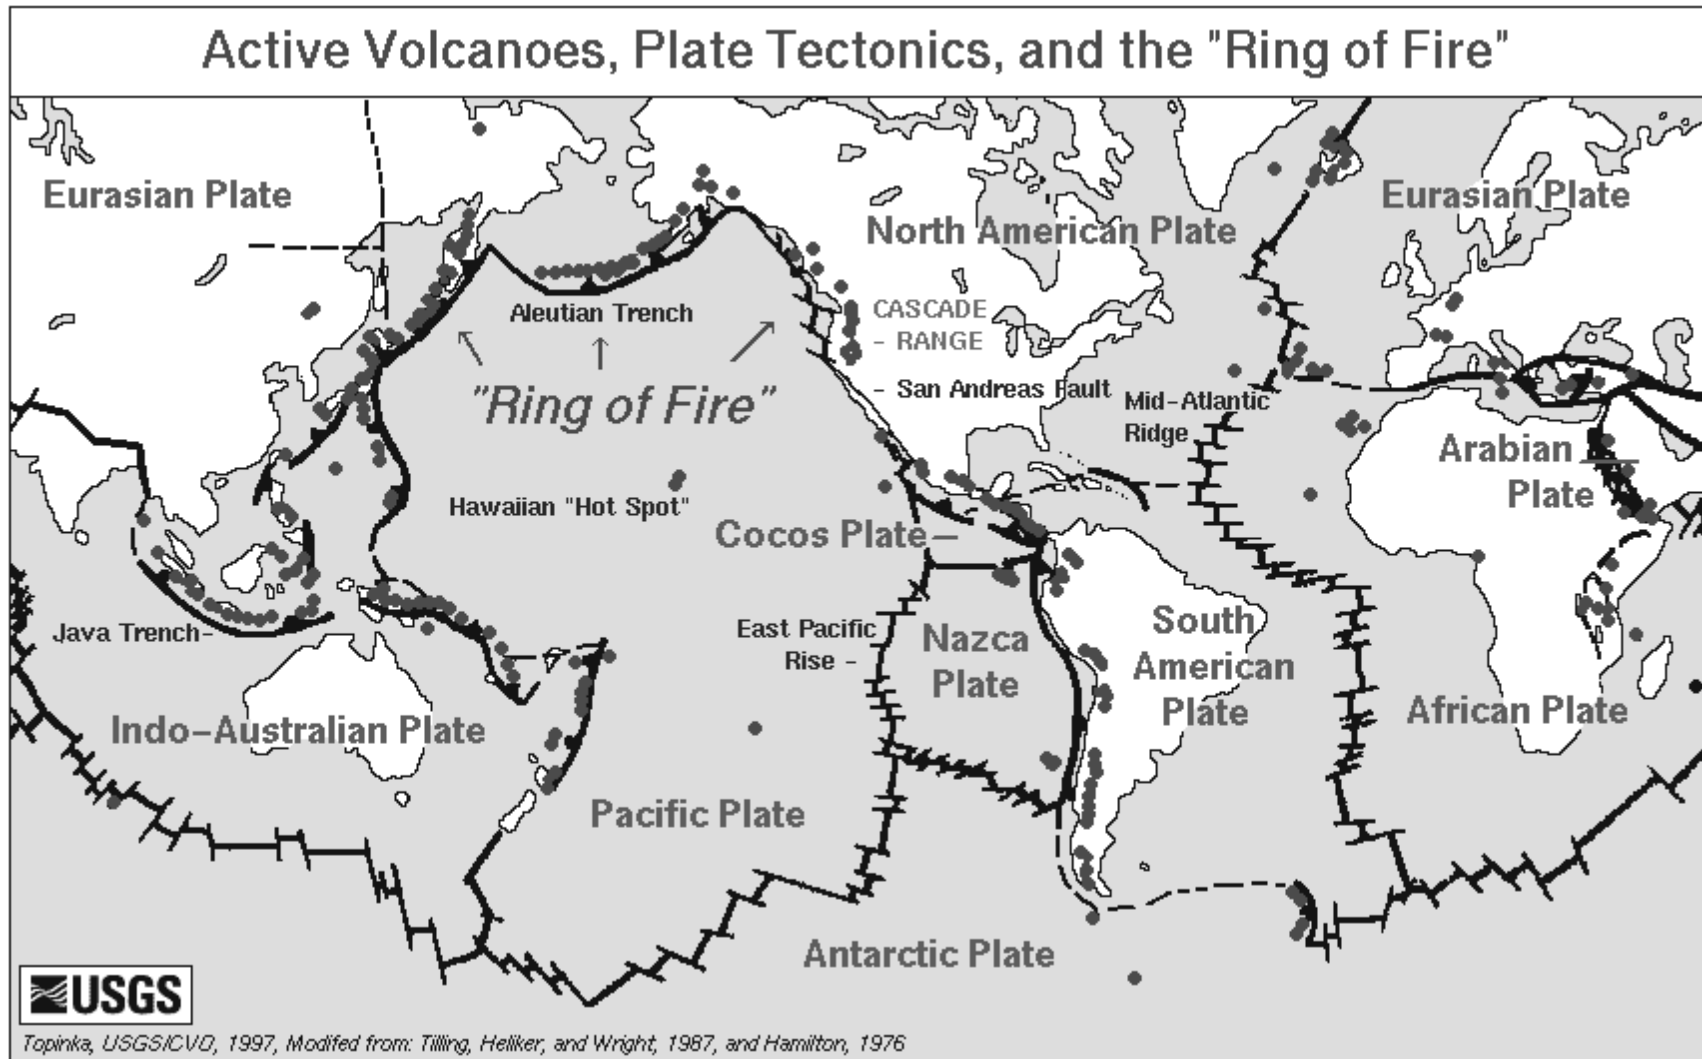 Active Volcanoes, Plate Tectonics, and the "Ring of Fire"
Eurasian Plate
Eurasian Plate
North American Plate
Aleutian Trench
CASCADE
- RANGE
"Ring of Fire"
- San Andreas Fault
Mid-Atlantic
Ridge
Arabian
Plate
Hawaiian "Hot Spot"
Cocos Plate
Java Trench-
East Pacific
Rise -
Nazca
Plate
South
American
Plate
Indo-Australian Plate
African Plate
Pacific Plate
Antarctic Plate
USGS
Topinka, USGS/CVO, 1997, Modifed from: Tilling, Heliker, and Wright, 1987, and Hamilton, 1976